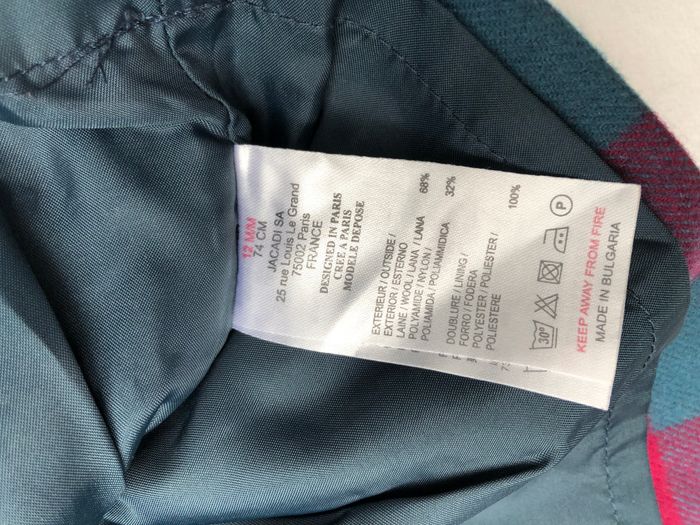 12 M/M
74 CM
JACADI SA
25 rue Louis Le Grand
75002 Paris
FRANCE
DESIGNED IN PARIS
CREE A PARIS
MODELE DEPOSE
EXTERIEUR / OUTSIDE /
EXTERIOR / ESTERNO
LAINE / WOOL / LANA / LANA 68%
POLYAMIDE / NYLON /
POLIAMIDA / POLIAMMIDICA 32%
DOUBLURE / LINING /
FORRO / FODERA
POLYESTER / POLYESTER /
POLIESTERE 100%
30°
P
KEEP AWAY FROM FIRE
MADE IN BULGARIA